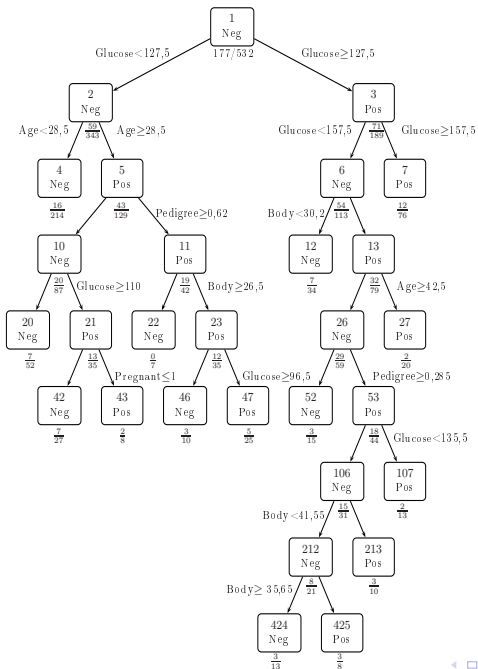 1
Neg
Glucose<127,5 177/532 Glucose≥127,5
2 3
Neg Pos
Age<28,5 59/343 Age≥28,5 Glucose<157,5 71/189 Glucose≥157,5
4 5 6 7
Neg Pos Neg Pos
16/214 43/129 Pedigree≥0,62 Body<30,2 54/113 12/76
10 11 12 13
Neg Pos Neg Pos
20/87 Glucose≥110 19/42 Body≥26,5 7/34 32/79 Age≥42,5
20 21 22 23 26 27
Neg Pos Neg Pos Neg Pos
7/52 13/35 Pregnant≤1 0/7 12/35 Glucose≥96,5 29/59 Pedigree≥0,285 2/20
42 43 46 47 52 53
Neg Pos Neg Pos Neg Pos
7/27 2/8 3/10 5/25 3/15 18/44 Glucose<135,5
106 107
Neg Pos
Body<41,55 15/31 2/13
212 213
Neg Pos
Body≥ 35,65 8/21 3/10
424 425
Neg Pos
3/13 3/8